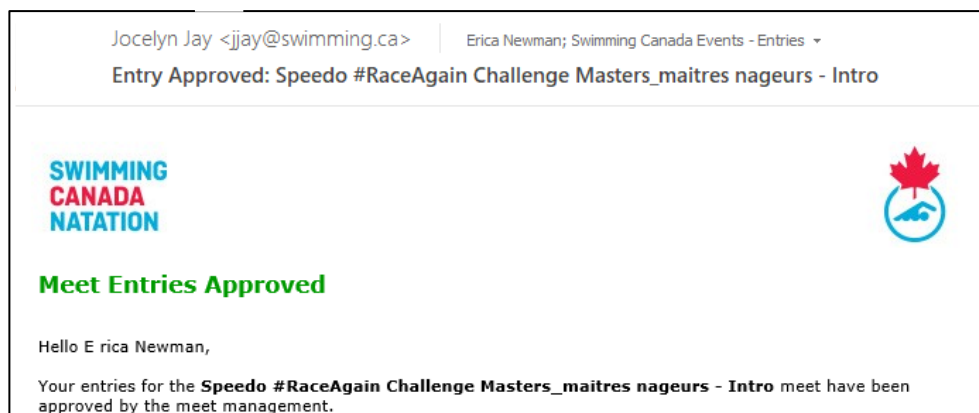 Jocelyn Jay <jjay@swimming.ca> Erica Newman; Swimming Canada Events - Entries
Entry Approved: Speedo #RaceAgain Challenge Masters_maitres nageurs - Intro
SWIMMING
CANADA
NATATION
Meet Entries Approved
Hello E rica Newman,
Your entries for the Speedo #RaceAgain Challenge Masters_maitres nageurs - Intro meet have been
approved by the meet management.